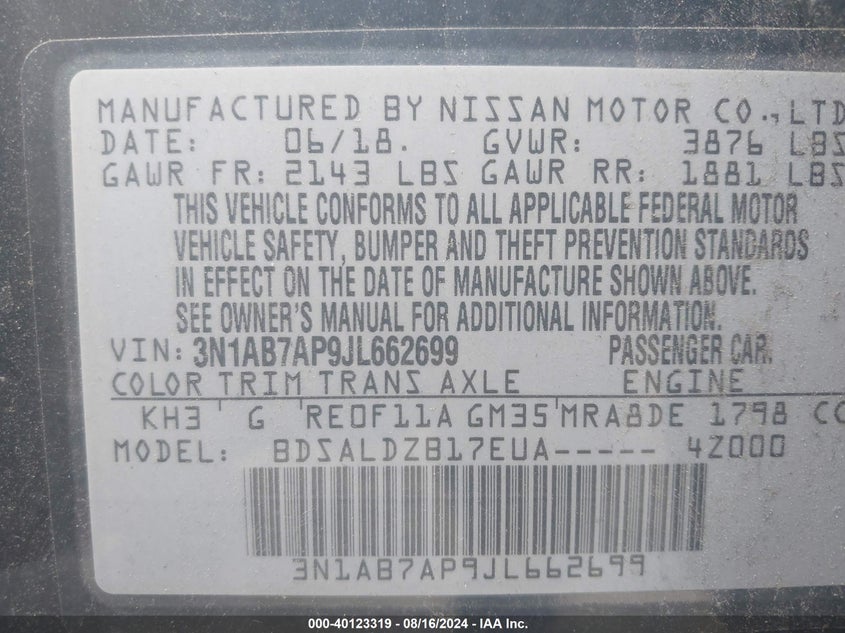 MANUFACTURED BY NISSAN MOTOR CO., LTD
DATE: 06/18. GVWR: 3876 LBS
GAWR FR: 2143 LBS GAWR RR: 1881 LBS
THIS VEHICLE CONFORMS TO ALL APPLICABLE FEDERAL MOTOR
VEHICLE SAFETY, BUMPER AND THEFT PREVENTION STANDARDS
IN EFFECT ON THE DATE OF MANUFACTURE SHOWN ABOVE.
SEE OWNER'S MANUAL FOR ADDITIONAL INFORMATION.
VIN: 3N1AB7AP9JL662699 PASSENGER CAR.
COLOR TRIM TRANS AXLE ENGINE
KH3 G RE0F11A GM35 MRA8DE 1798 CC
MODEL: BDSALDZB17EUA----- 4Z000
3N1AB7AP9JL662699
000-40123319 - 08/16/2024 - IAA Inc.